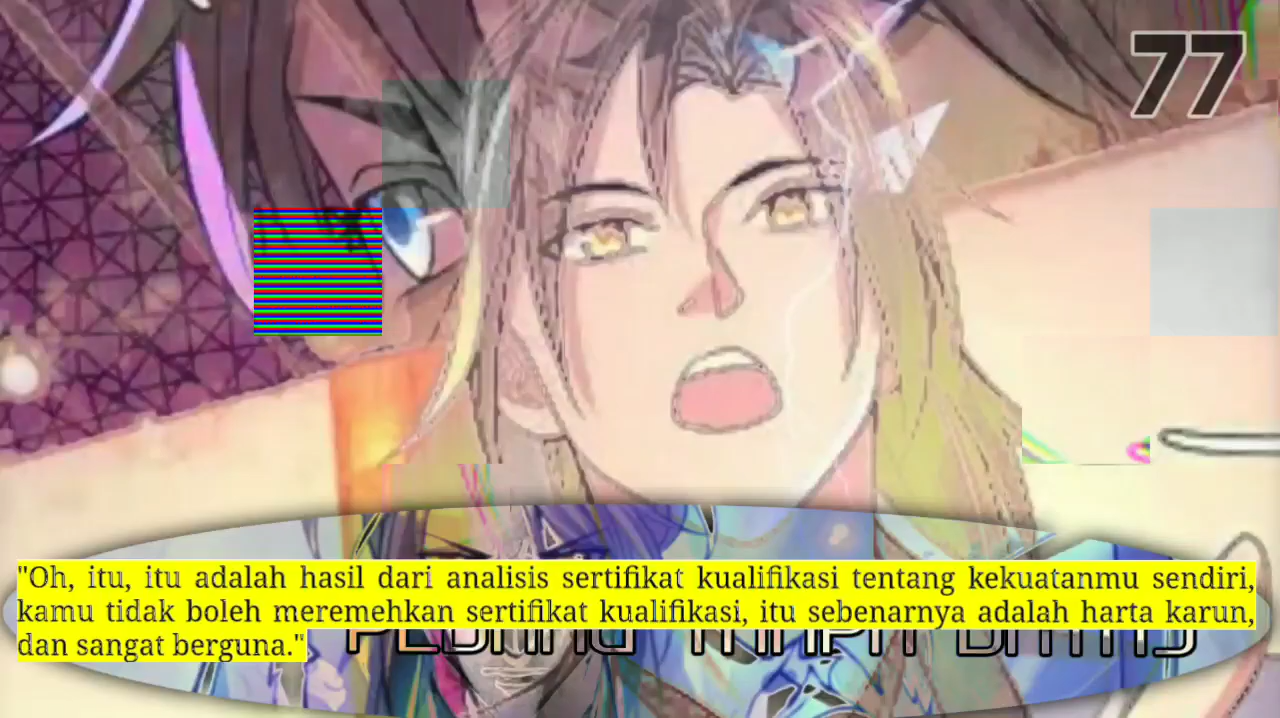 77
"Oh, itu, itu adalah hasil dari analisis sertifikat kualifikasi tentang kekuatanmu sendiri,
kamu tidak boleh meremehkan sertifikat kualifikasi, itu sebenarnya adalah harta karun,
dan sangat berguna."